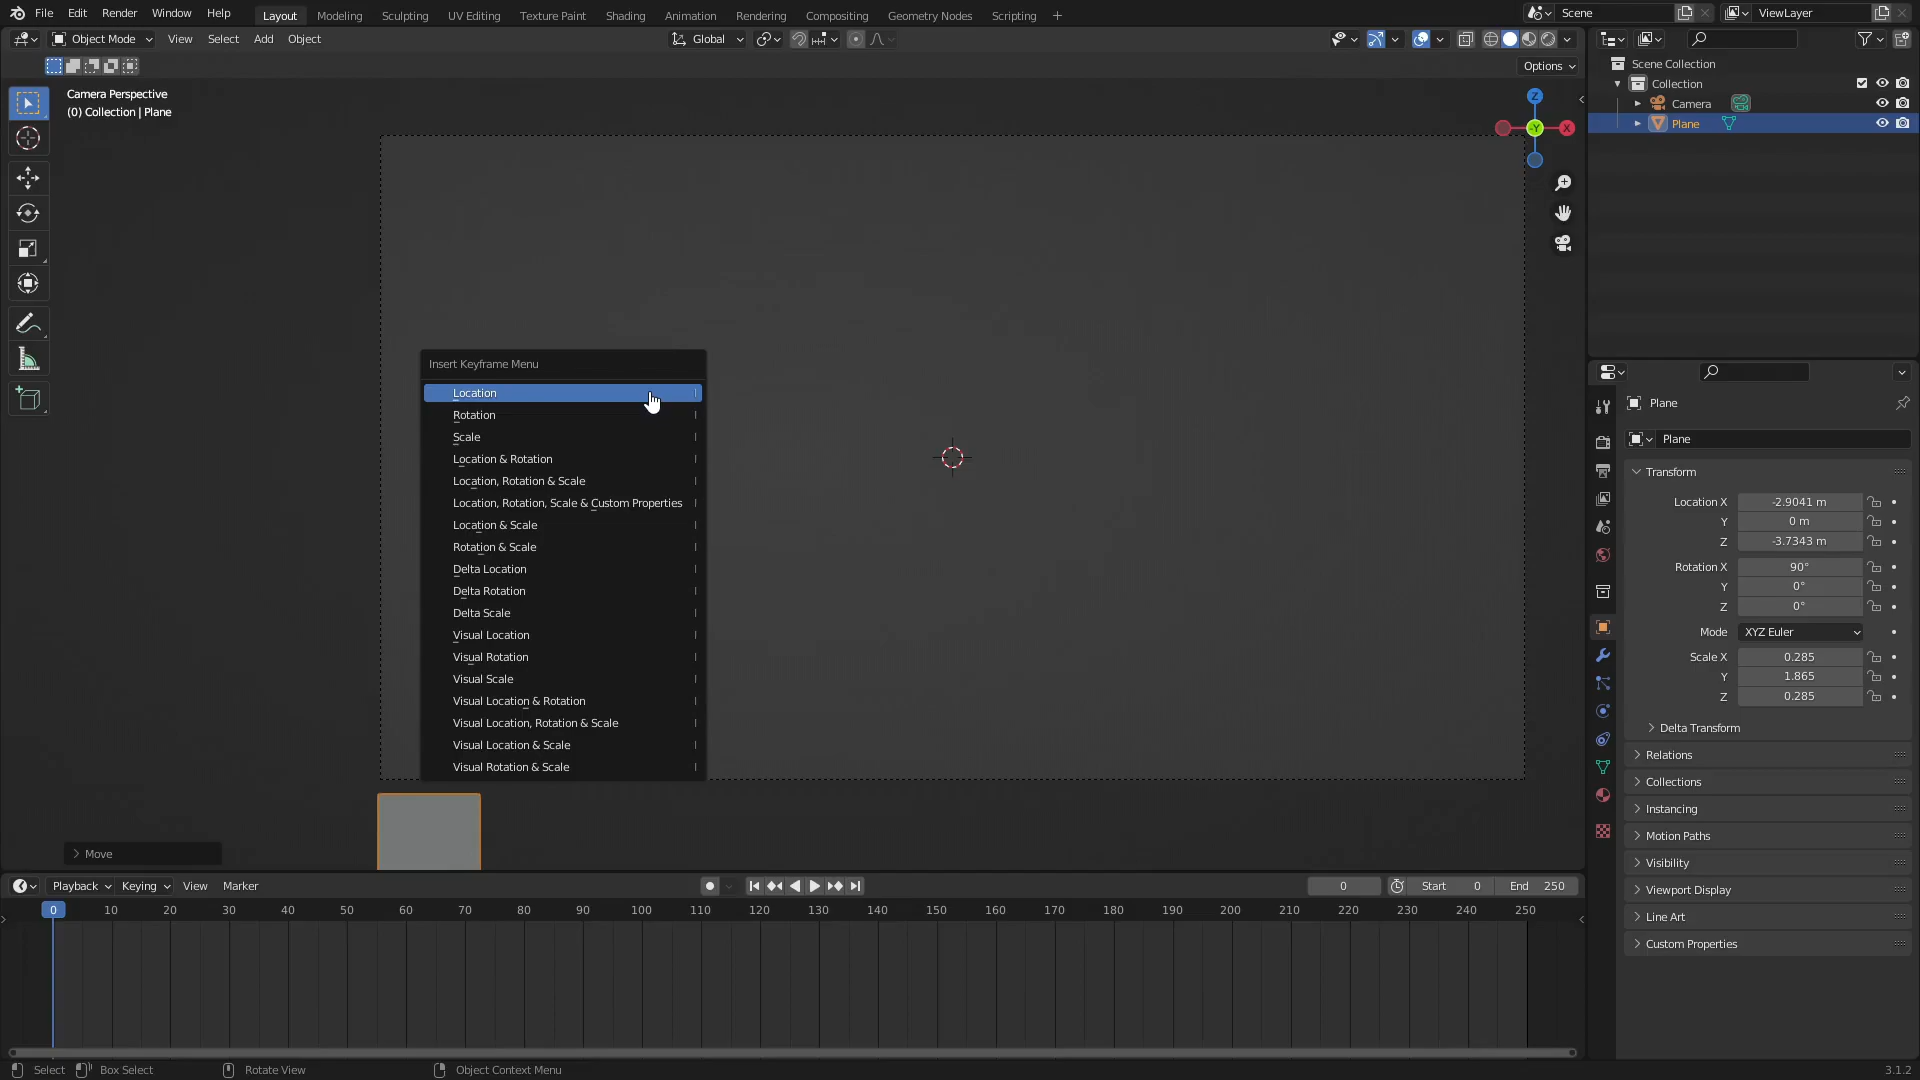 File Edit Render Window Help Layout Modeling Sculpting UV Editing Texture Paint Shading Animation Rendering Compositing Geometry Nodes Scripting + Scene ViewLayer
Object Mode View Select Add Object Global
Options
Camera Perspective
(0) Collection | Plane
Z
-Y
X
Scene Collection
Collection
Camera
Plane
Insert Keyframe Menu
Location I
Rotation I
Scale I
Location & Rotation I
Location, Rotation & Scale I
Location, Rotation, Scale & Custom Properties I
Location & Scale I
Rotation & Scale I
Delta Location I
Delta Rotation I
Delta Scale I
Visual Location I
Visual Rotation I
Visual Scale I
Visual Location & Rotation I
Visual Location, Rotation & Scale I
Visual Location & Scale I
Visual Rotation & Scale I
Move
Plane
Plane
Transform
Location X -2.9041 m
Y 0 m
Z -3.7343 m
Rotation X 90°
Y 0°
Z 0°
Mode XYZ Euler
Scale X 0.285
Y 1.865
Z 0.285
Delta Transform
Relations
Collections
Instancing
Motion Paths
Visibility
Viewport Display
Line Art
Custom Properties
Playback Keying View Marker 0 Start 0 End 250
0 10 20 30 40 50 60 70 80 90 100 110 120 130 140 150 160 170 180 190 200 210 220 230 240 250
Select Box Select Rotate View Object Context Menu 3.1.2